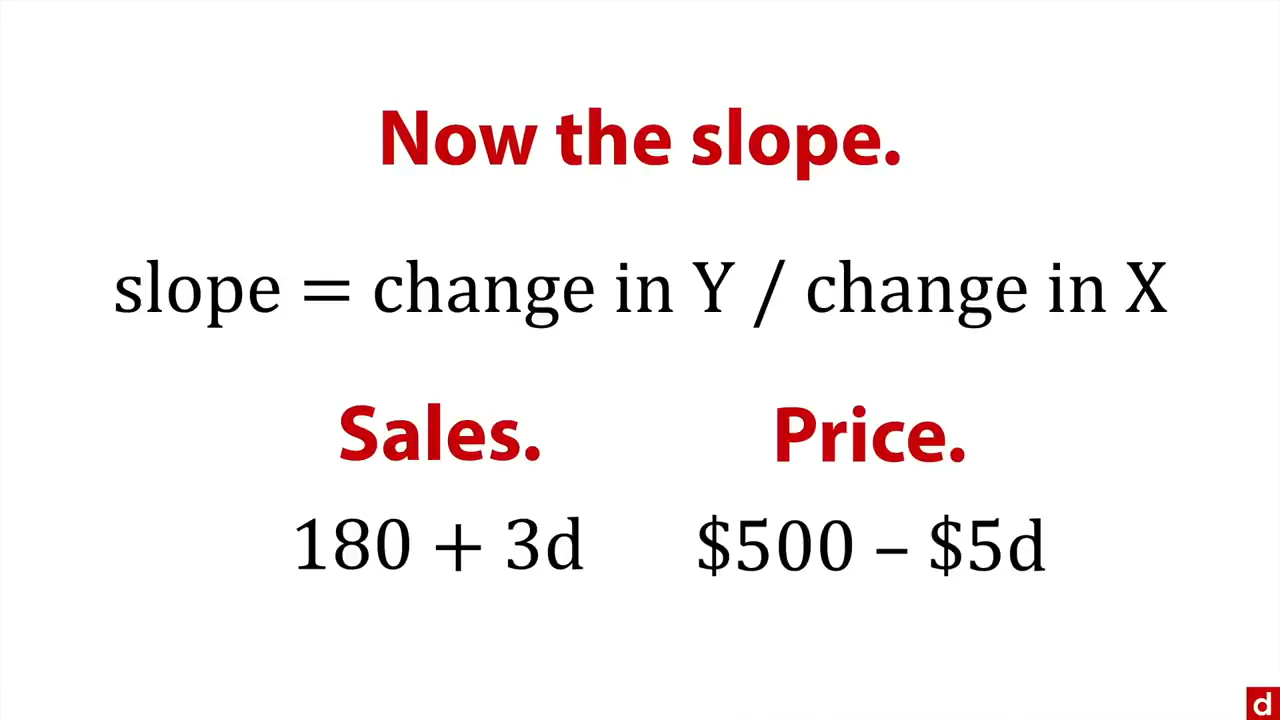 Now the slope.
slope = change in Y / change in X
Sales. Price.
180 + 3d $500 – $5d
d